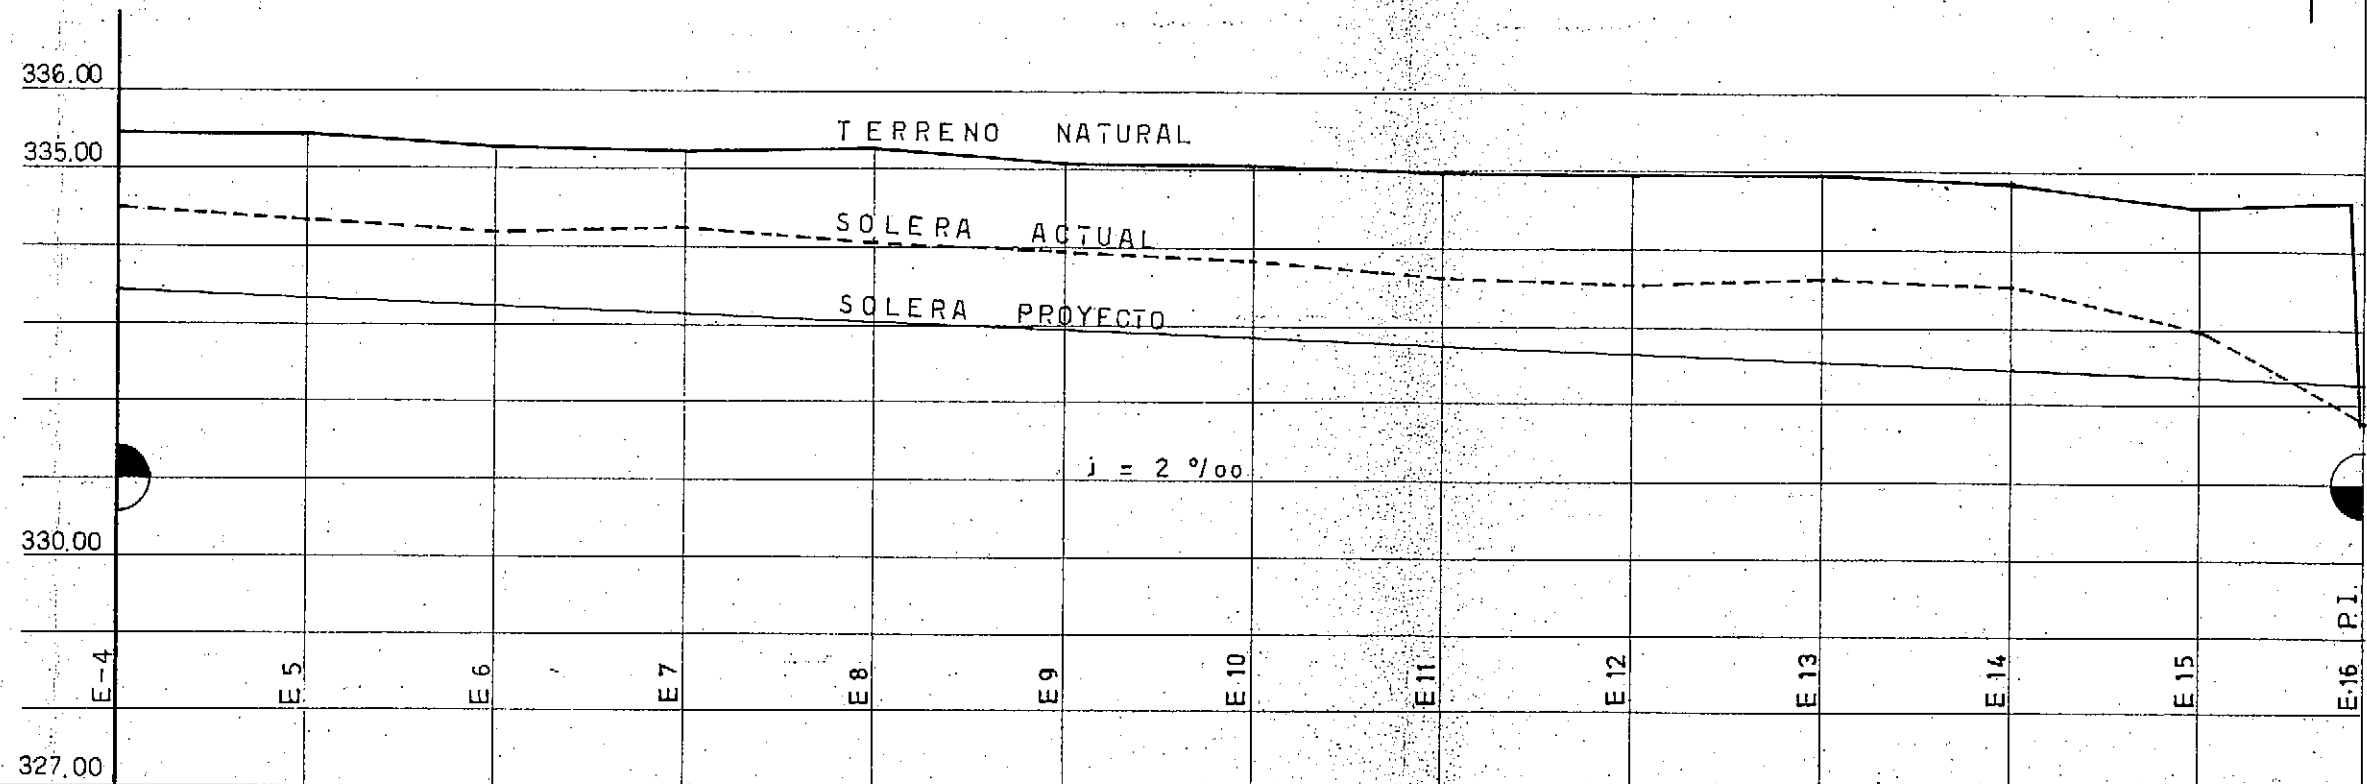 336.00
TERRENO NATURAL
335.00
SOLERA ACTUAL
SOLERA PROYECTO
j = 2 º/oo
330.00
E-4
E 5
E 6
E 7
E 8
E 9
E 10
E 11
E 12
E 13
E 14
E 15
E-16 P.I.
327.00